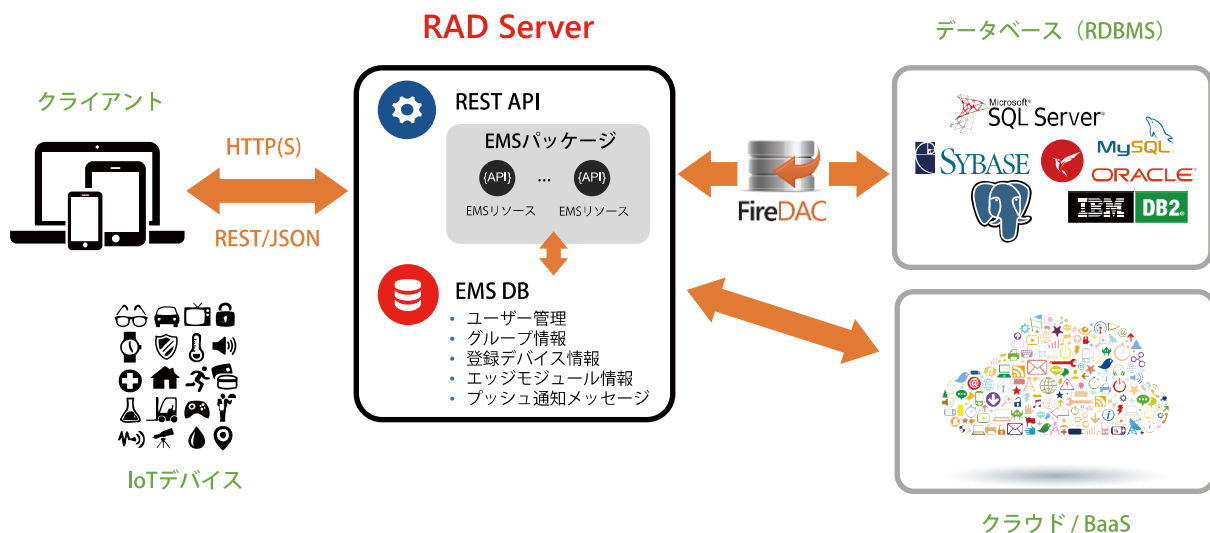 RAD Server
クライアント
HTTP(S)
REST/JSON
IoTデバイス
REST API
EMSパッケージ
{API}
...
{API}
EMSリソース
EMSリソース
EMS DB
・ ユーザー管理
・ グループ情報
・ 登録デバイス情報
・ エッジモジュール情報
・ プッシュ通知メッセージ
FireDAC
データベース（RDBMS）
Microsoft®
SQL Server®
SYBASE
MySQL
ORACLE
IBM DB2
クラウド / BaaS